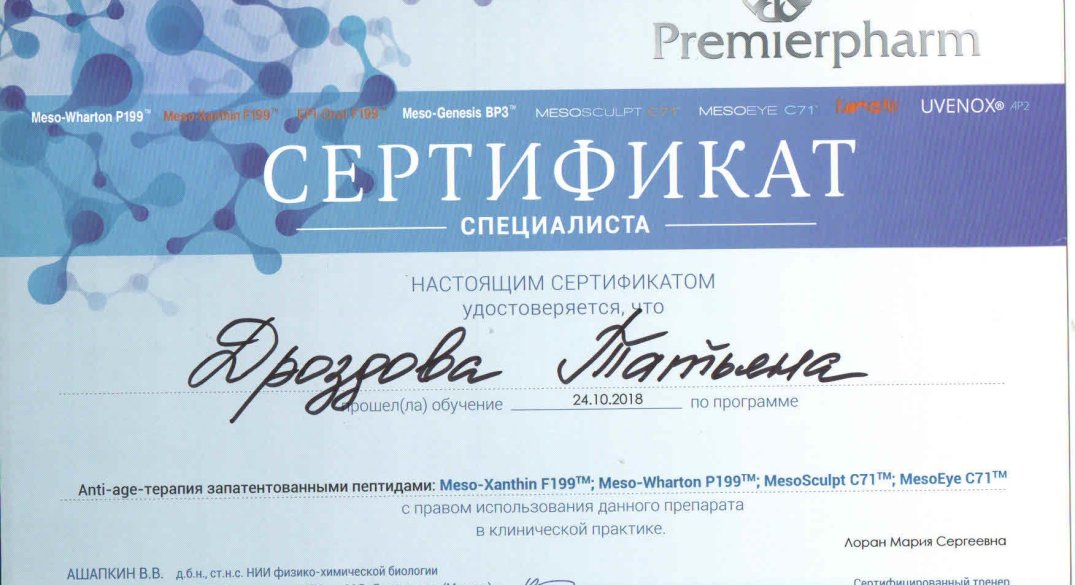 Premierpharm
Meso-Wharton P199™ Meso-Xanthin F199™ Meso-Genesis BP3™ MESOSCULPT C71™ MESOEYE C71™ UVENOX® AP2
СЕРТИФИКАТ
СПЕЦИАЛИСТА
НАСТОЯЩИМ СЕРТИФИКАТОМ
удостоверяется, что
Дроздова Татьяна
прошел(ла) обучение 24.10.2018 по программе
Anti-age-терапия запатентованными пептидами: Meso-Xanthin F199™; Meso-Wharton P199™; MesoSculpt C71™; MesoEye C71™
с правом использования данного препарата
в клинической практике.
Лоран Мария Сергеевна
АШАПКИН В.В. д.б.н., ст.н.с. НИИ физико-химической биологии
Сертифицированный тренер